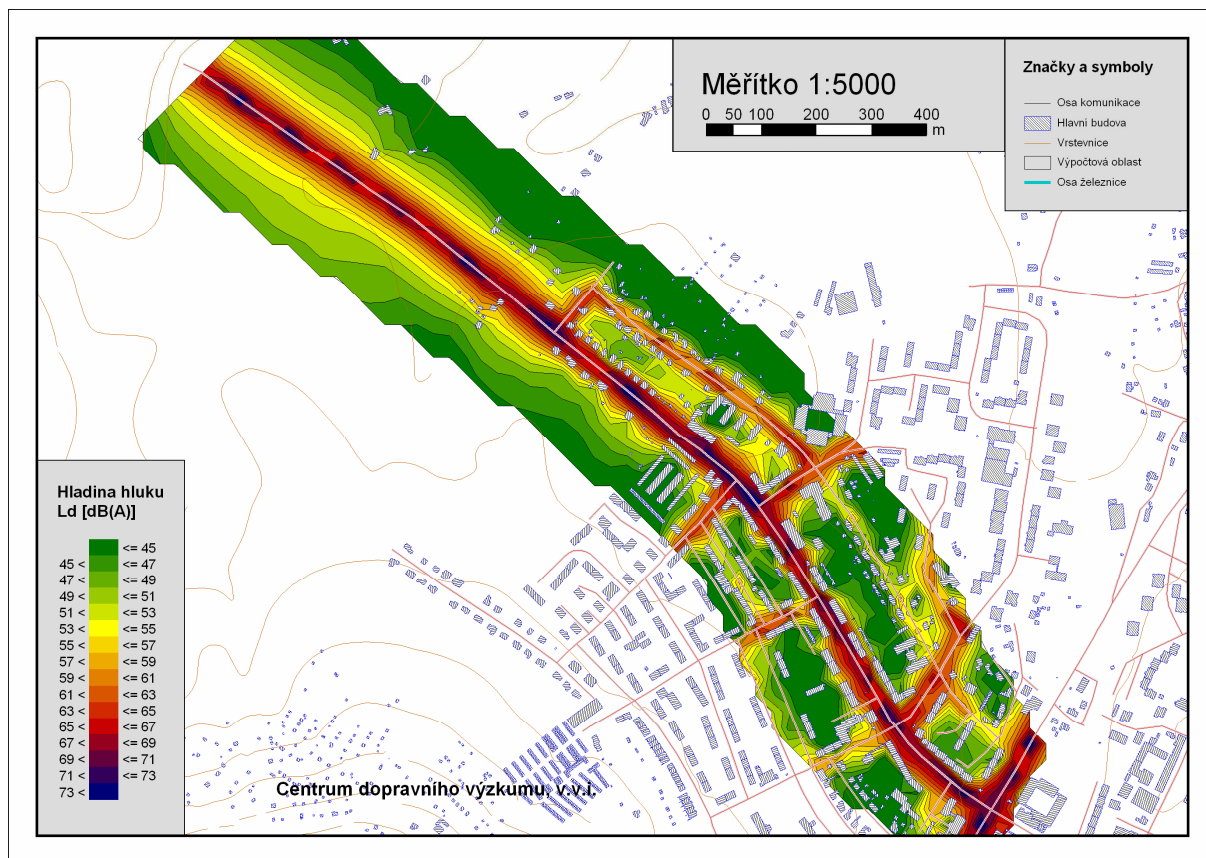 Měřítko 1:5000
0 50 100 200 300 400
m
Značky a symboly
Osa komunikace
Hlavní budova
Vrstevnice
Výpočtová oblast
Osa železnice
Hladina hluku
Ld [dB(A)]
<= 45
45 < <= 47
47 < <= 49
49 < <= 51
51 < <= 53
53 < <= 55
55 < <= 57
57 < <= 59
59 < <= 61
61 < <= 63
63 < <= 65
65 < <= 67
67 < <= 69
69 < <= 71
71 < <= 73
73 <
Centrum dopravního výzkumu, v.v.i.